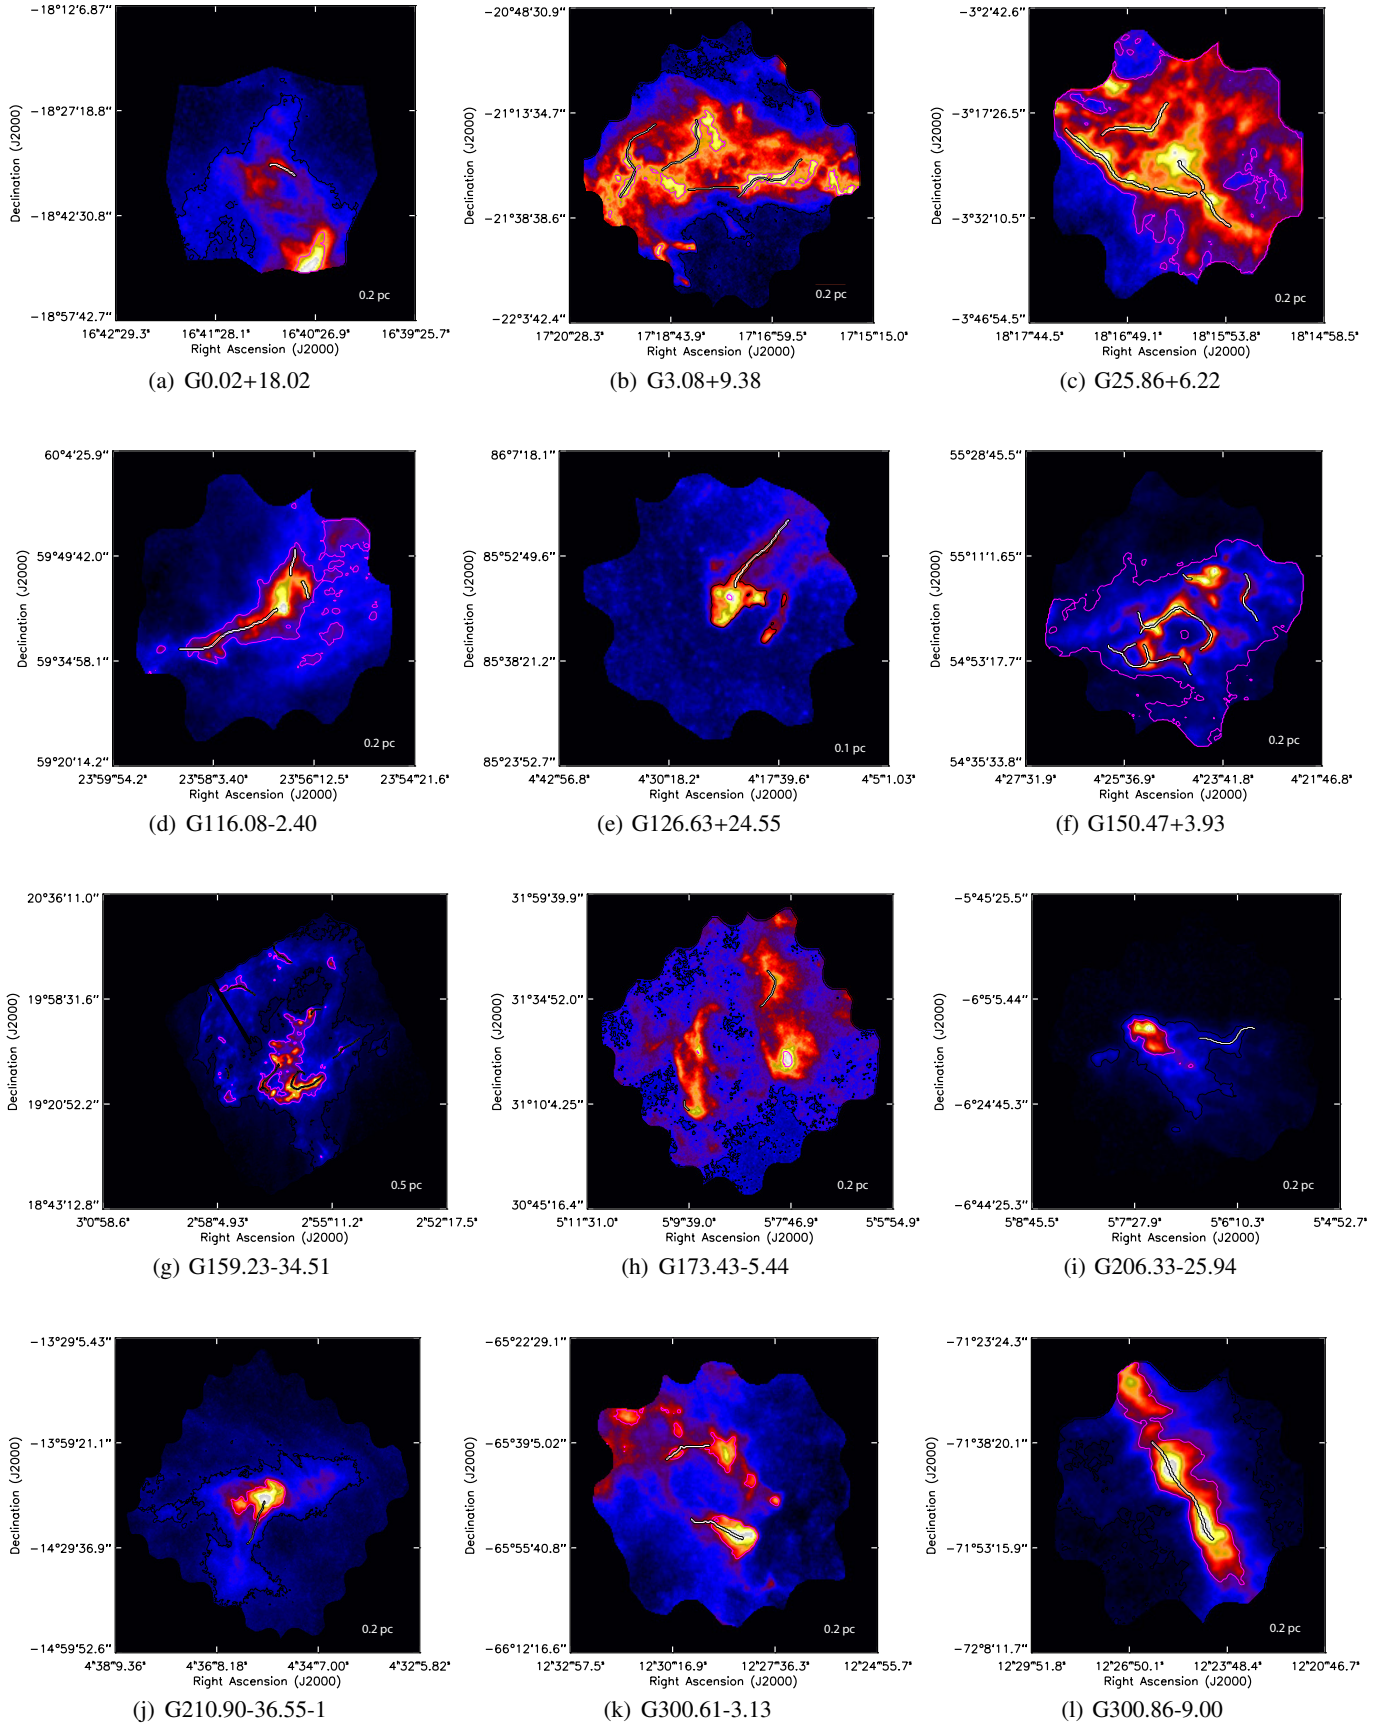 −18°12′6.87″
−18°27′18.8″
−18°42′30.8″
−18°57′42.7″
Declination (J2000)
0.2 pc
16ʰ42ᵐ29.3ˢ 16ʰ41ᵐ28.1ˢ 16ʰ40ᵐ26.9ˢ 16ʰ39ᵐ25.7ˢ
Right Ascension (J2000)
(a) G0.02+18.02
−20°48′30.9″
−21°13′34.7″
−21°38′38.6″
−22°3′42.4″
Declination (J2000)
0.2 pc
17ʰ20ᵐ28.3ˢ 17ʰ18ᵐ43.9ˢ 17ʰ16ᵐ59.5ˢ 17ʰ15ᵐ15.0ˢ
Right Ascension (J2000)
(b) G3.08+9.38
−3°2′42.6″
−3°17′26.5″
−3°32′10.5″
−3°46′54.5″
Declination (J2000)
0.2 pc
18ʰ17ᵐ44.5ˢ 18ʰ16ᵐ49.1ˢ 18ʰ15ᵐ53.8ˢ 18ʰ14ᵐ58.5ˢ
Right Ascension (J2000)
(c) G25.86+6.22
60°4′25.9″
59°49′42.0″
59°34′58.1″
59°20′14.2″
Declination (J2000)
0.2 pc
23ʰ59ᵐ54.2ˢ 23ʰ58ᵐ3.40ˢ 23ʰ56ᵐ12.5ˢ 23ʰ54ᵐ21.6ˢ
Right Ascension (J2000)
(d) G116.08-2.40
86°7′18.1″
85°52′49.6″
85°38′21.2″
85°23′52.7″
Declination (J2000)
0.1 pc
4ʰ42ᵐ56.8ˢ 4ʰ30ᵐ18.2ˢ 4ʰ17ᵐ39.6ˢ 4ʰ5ᵐ1.03ˢ
Right Ascension (J2000)
(e) G126.63+24.55
55°28′45.5″
55°11′1.65″
54°53′17.7″
54°35′33.8″
Declination (J2000)
0.2 pc
4ʰ27ᵐ31.9ˢ 4ʰ25ᵐ36.9ˢ 4ʰ23ᵐ41.8ˢ 4ʰ21ᵐ46.8ˢ
Right Ascension (J2000)
(f) G150.47+3.93
20°36′11.0″
19°58′31.6″
19°20′52.2″
18°43′12.8″
Declination (J2000)
0.5 pc
3ʰ0ᵐ58.6ˢ 2ʰ58ᵐ4.93ˢ 2ʰ55ᵐ11.2ˢ 2ʰ52ᵐ17.5ˢ
Right Ascension (J2000)
(g) G159.23-34.51
31°59′39.9″
31°34′52.0″
31°10′4.25″
30°45′16.4″
Declination (J2000)
0.2 pc
5ʰ11ᵐ31.0ˢ 5ʰ9ᵐ39.0ˢ 5ʰ7ᵐ46.9ˢ 5ʰ5ᵐ54.9ˢ
Right Ascension (J2000)
(h) G173.43-5.44
−5°45′25.5″
−6°5′5.44″
−6°24′45.3″
−6°44′25.3″
Declination (J2000)
0.2 pc
5ʰ8ᵐ45.5ˢ 5ʰ7ᵐ27.9ˢ 5ʰ6ᵐ10.3ˢ 5ʰ4ᵐ52.7ˢ
Right Ascension (J2000)
(i) G206.33-25.94
−13°29′5.43″
−13°59′21.1″
−14°29′36.9″
−14°59′52.6″
Declination (J2000)
0.2 pc
4ʰ38ᵐ9.36ˢ 4ʰ36ᵐ8.18ˢ 4ʰ34ᵐ7.00ˢ 4ʰ32ᵐ5.82ˢ
Right Ascension (J2000)
(j) G210.90-36.55-1
−65°22′29.1″
−65°39′5.02″
−65°55′40.8″
−66°12′16.6″
Declination (J2000)
0.2 pc
12ʰ32ᵐ57.5ˢ 12ʰ30ᵐ16.9ˢ 12ʰ27ᵐ36.3ˢ 12ʰ24ᵐ55.7ˢ
Right Ascension (J2000)
(k) G300.61-3.13
−71°23′24.3″
−71°38′20.1″
−71°53′15.9″
−72°8′11.7″
Declination (J2000)
0.2 pc
12ʰ29ᵐ51.8ˢ 12ʰ26ᵐ50.1ˢ 12ʰ23ᵐ48.4ˢ 12ʰ20ᵐ46.7ˢ
Right Ascension (J2000)
(l) G300.86-9.00